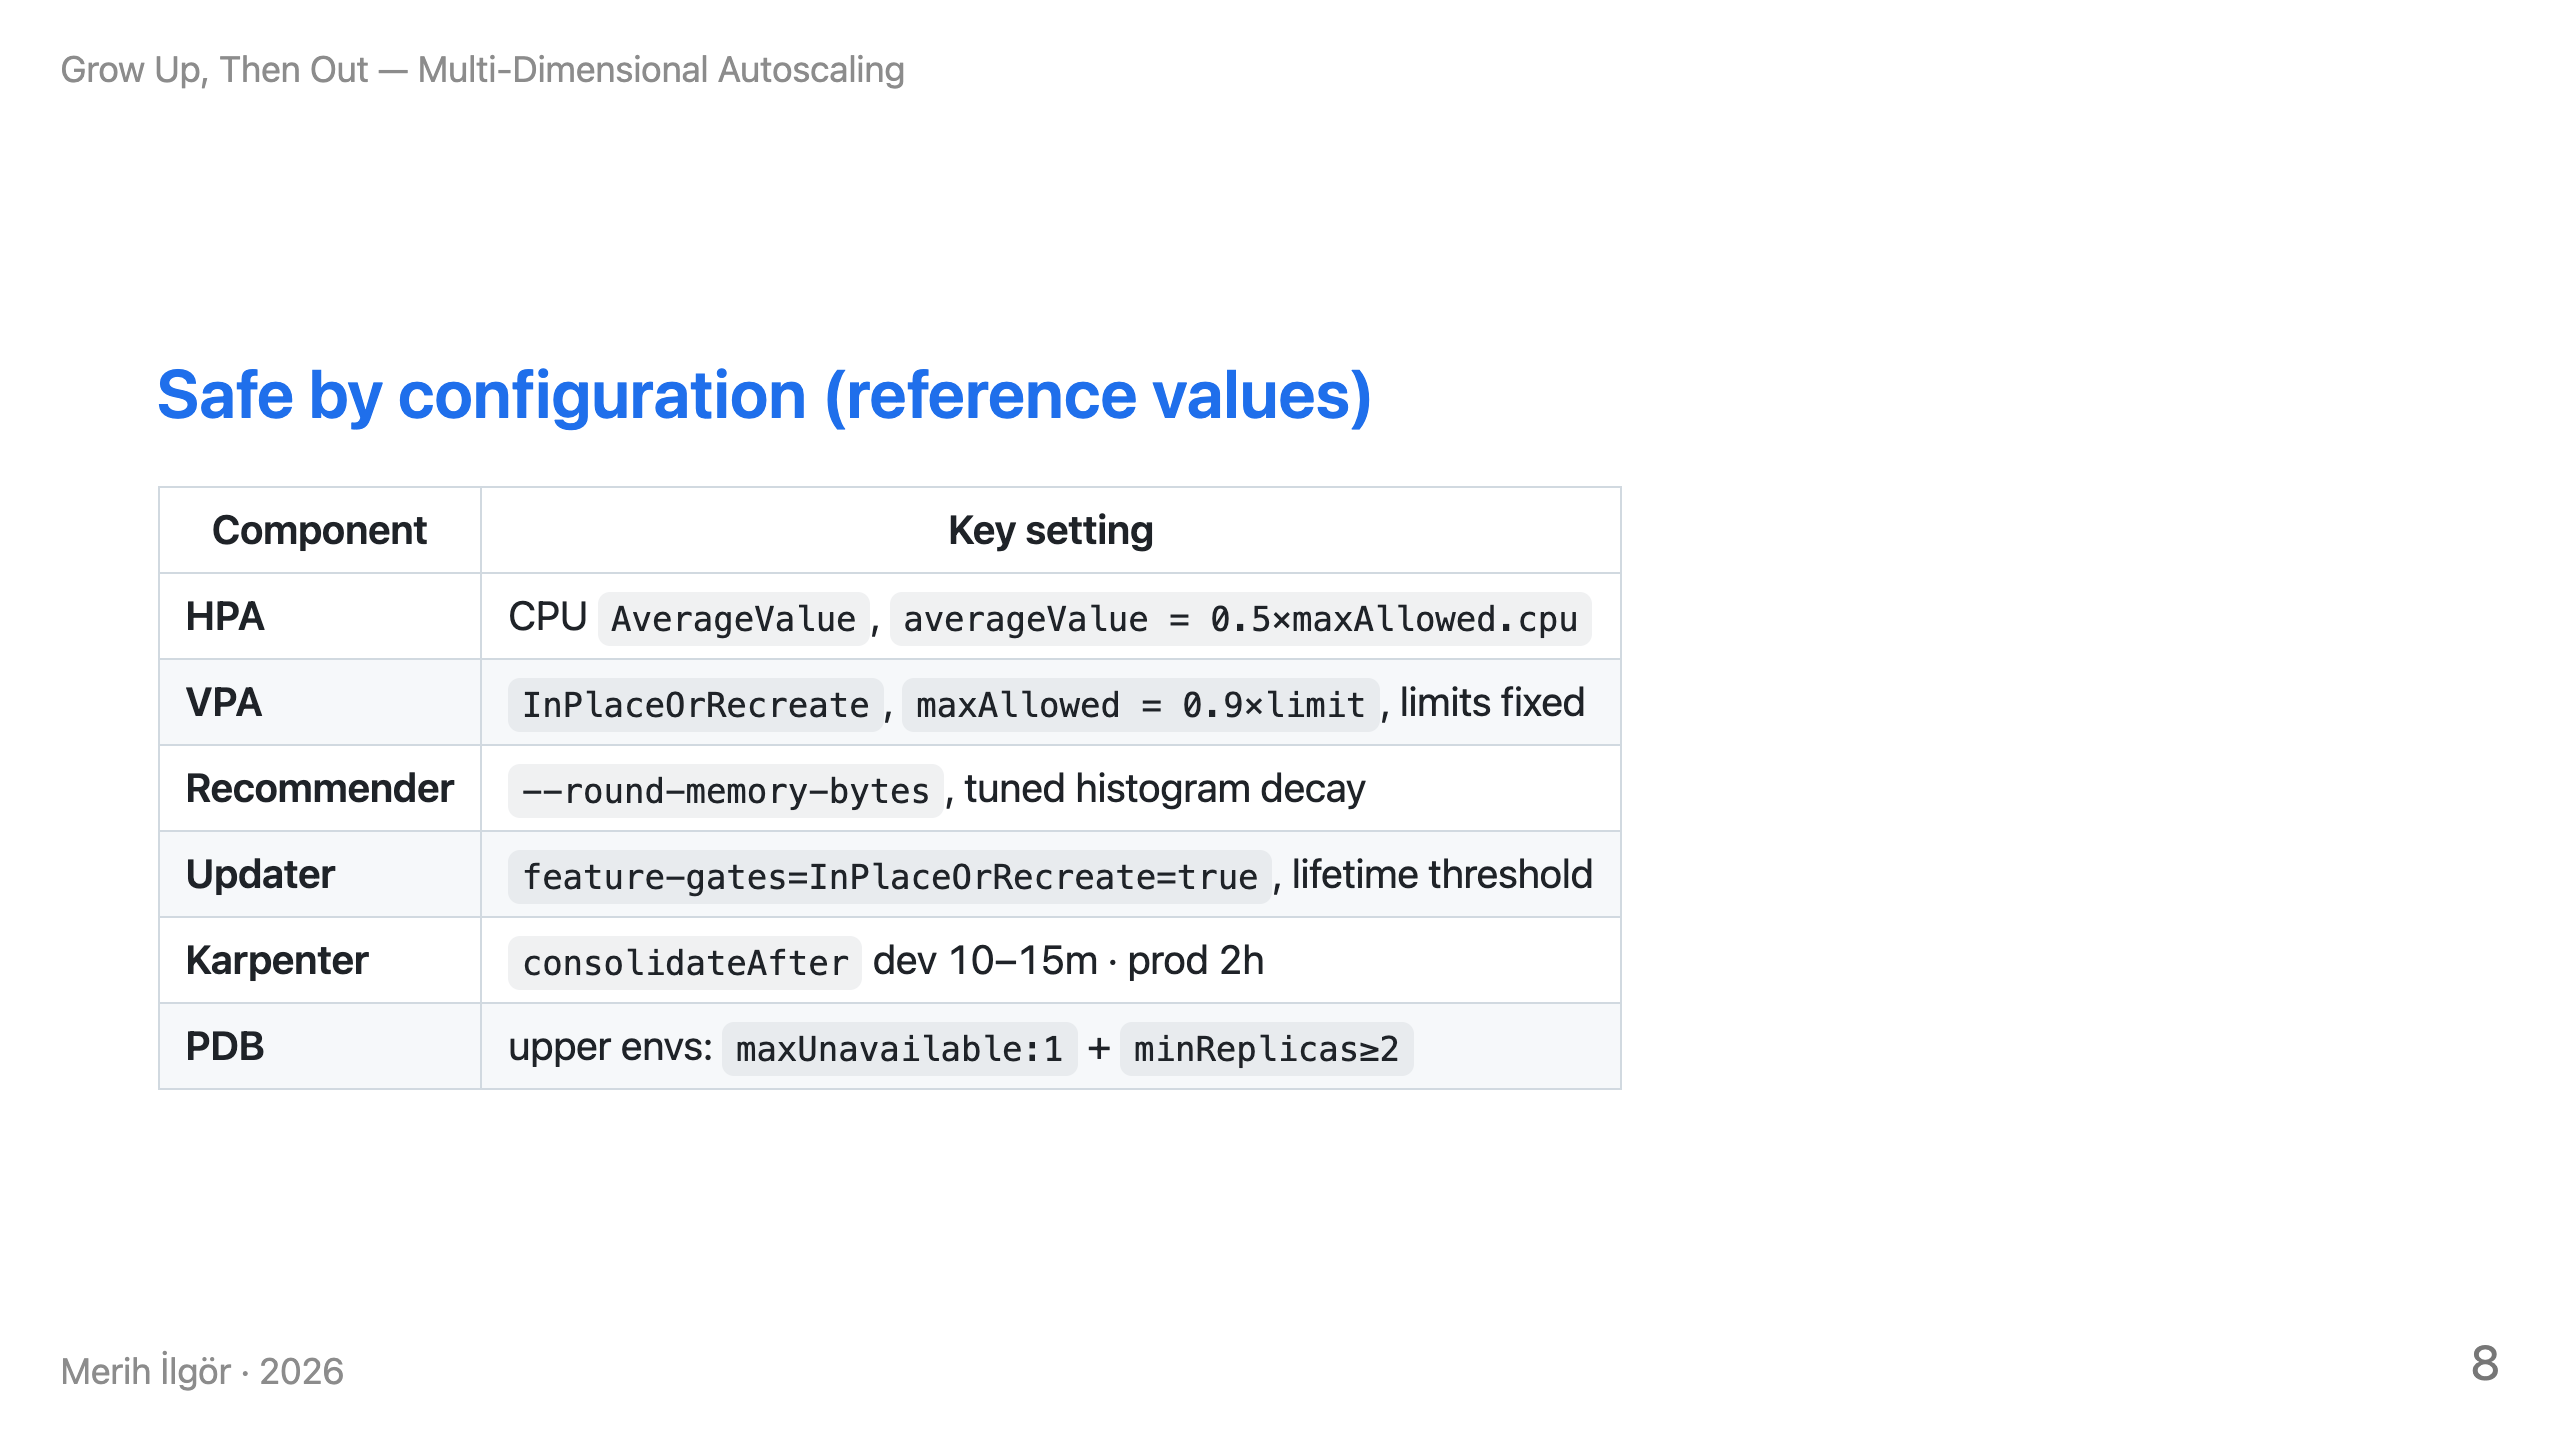 Grow Up, Then Out — Multi-Dimensional Autoscaling
Safe by configuration (reference values)
Component Key setting
HPA CPU AverageValue, averageValue = 0.5×maxAllowed.cpu
VPA InPlaceOrRecreate, maxAllowed = 0.9×limit, limits fixed
Recommender --round-memory-bytes, tuned histogram decay
Updater feature-gates=InPlaceOrRecreate=true, lifetime threshold
Karpenter consolidateAfter dev 10–15m · prod 2h
PDB upper envs: maxUnavailable:1 + minReplicas≥2
Merih İlgör · 2026
8